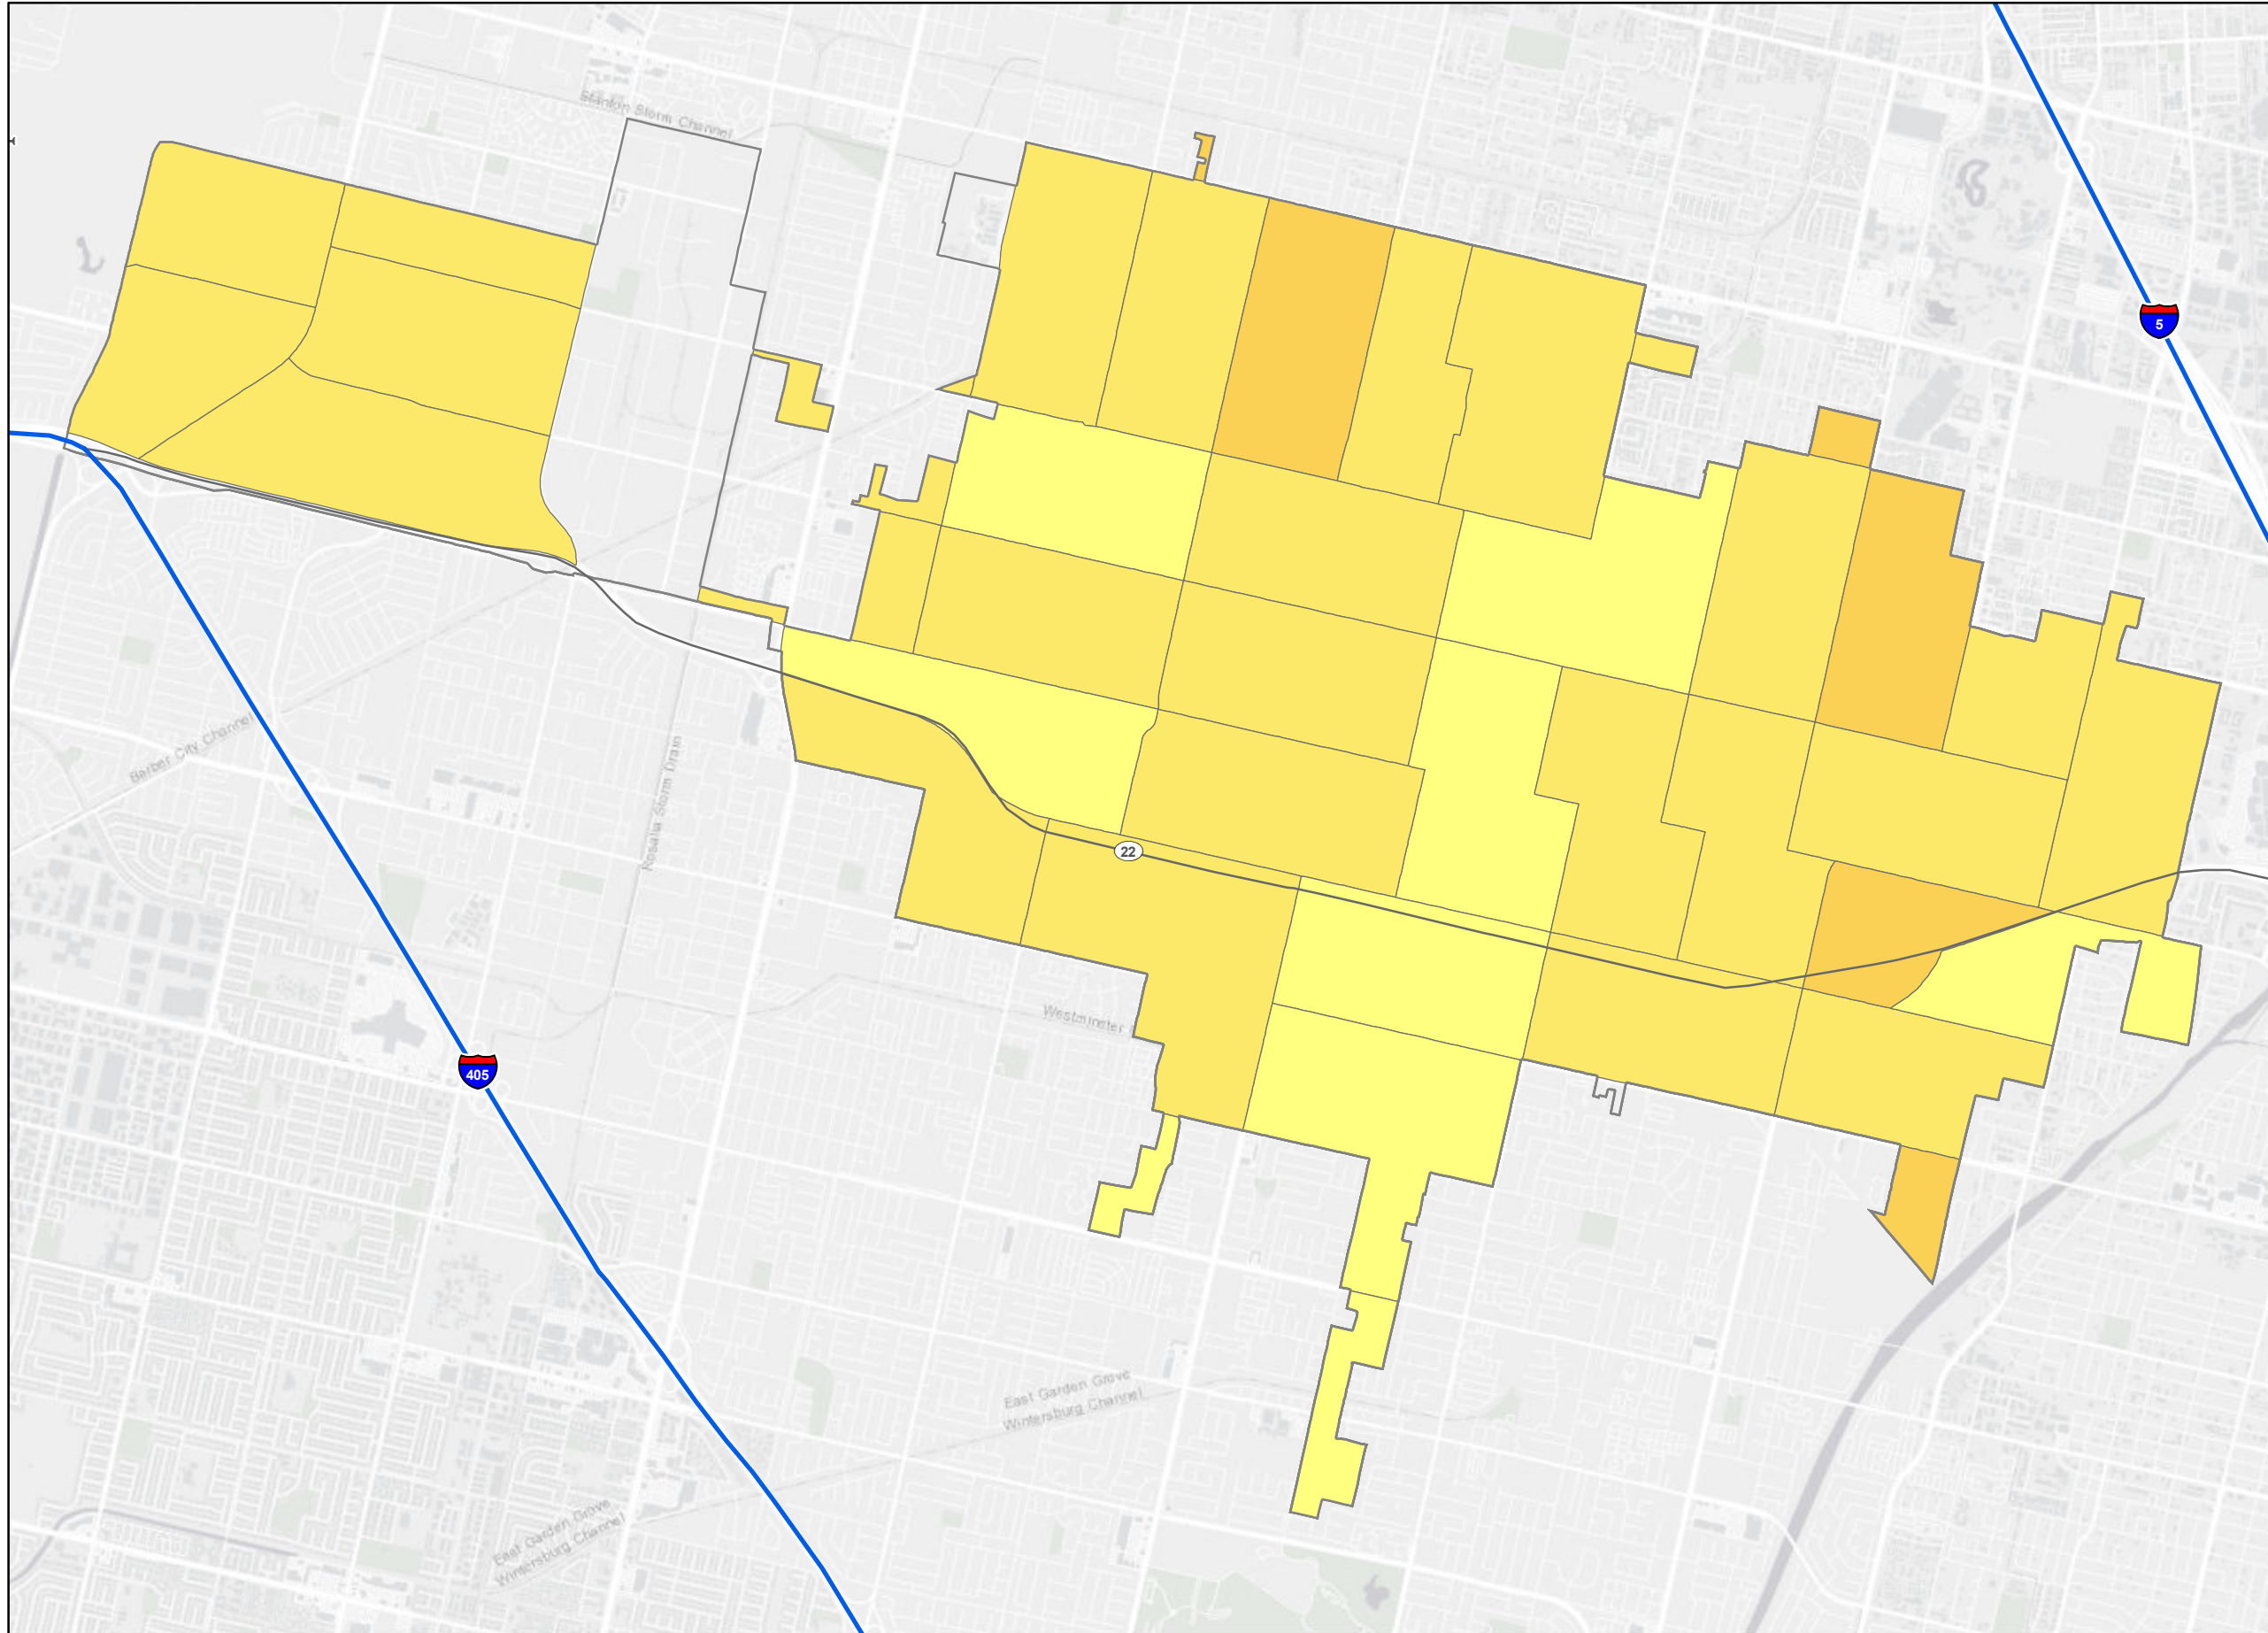 Stanton Storm Channel
5
Barber City Channel
Rosalia Storm Drain
22
Westminster
405
East Garden Grove
Wintersburg Channel
East Garden Grove
Wintersburg Channel